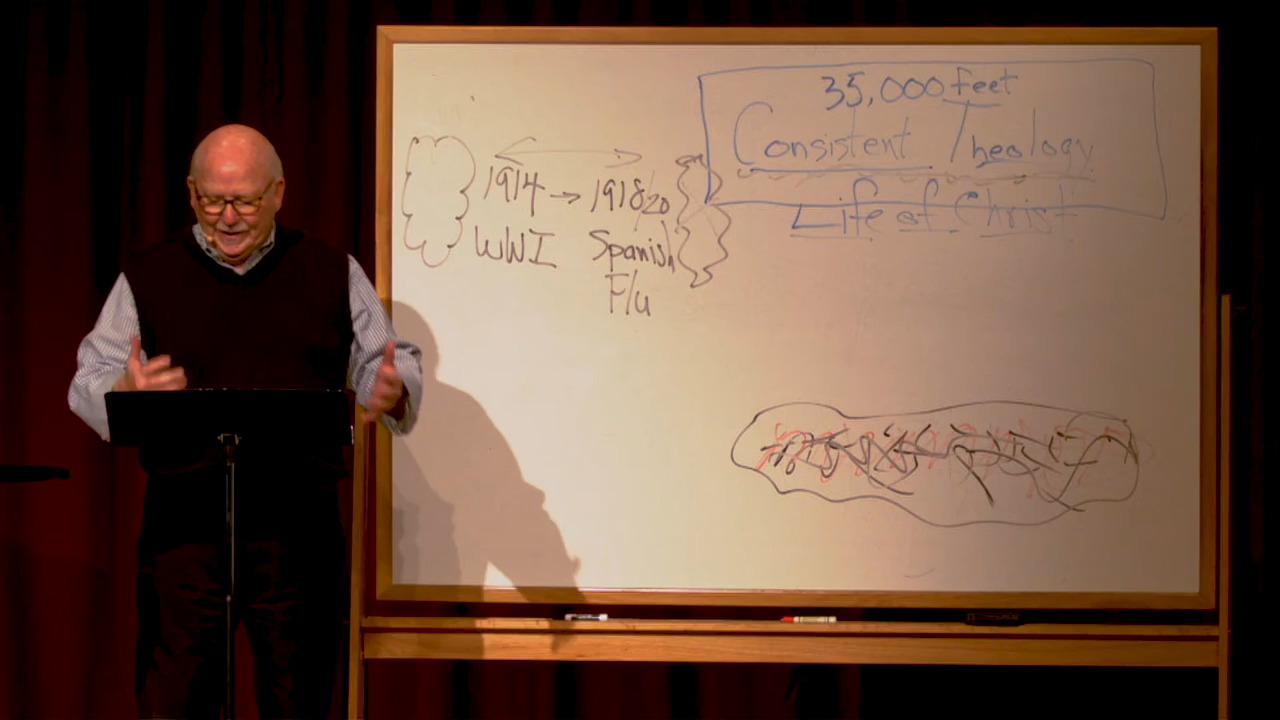 1914 → 1918/20
WWI Spanish
Flu
35,000 feet
Consistent Theology
Life of Christ